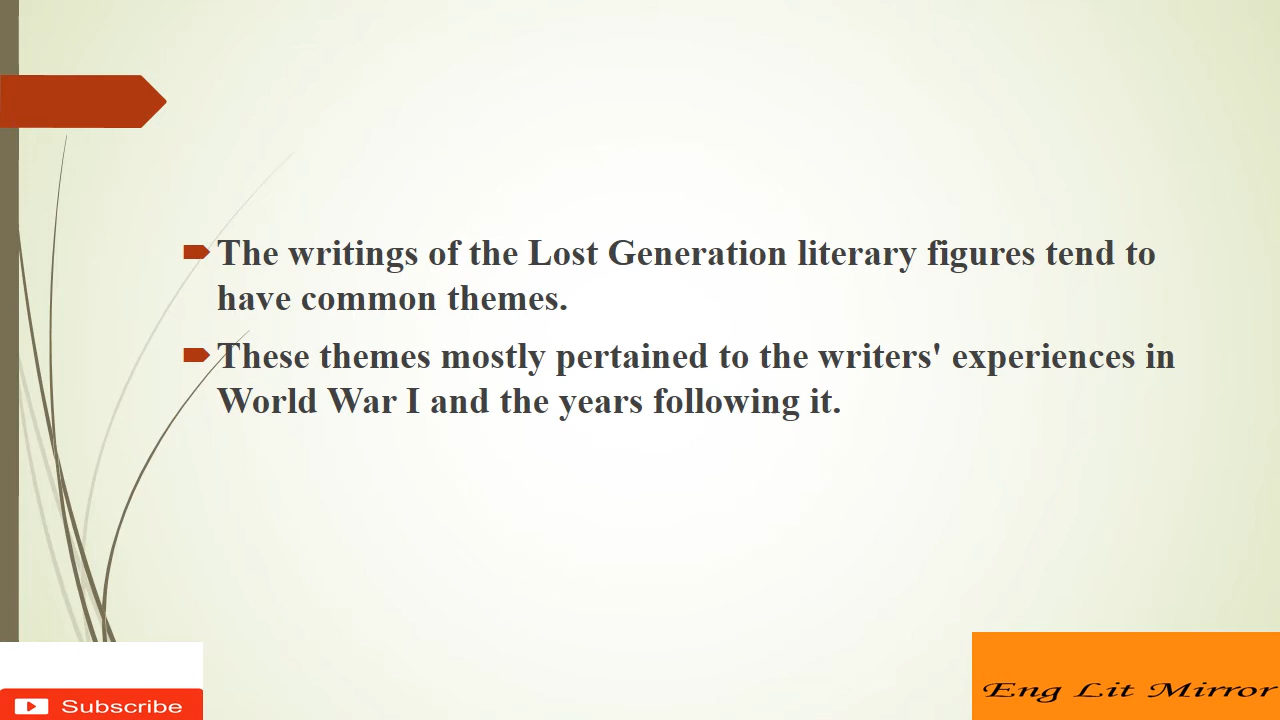 The writings of the Lost Generation literary figures tend to
have common themes.
These themes mostly pertained to the writers' experiences in
World War I and the years following it.
Subscribe
Eng Lit Mirror